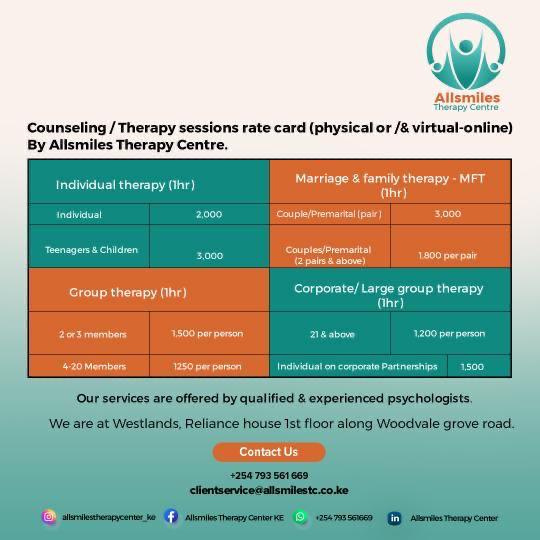 Allsmiles
Therapy Centre
Counseling / Therapy sessions rate card (physical or /& virtual-online)
By Allsmiles Therapy Centre.
Individual therapy (1hr)
Individual 2,000
Teenagers & Children 3,000
Marriage & family therapy - MFT
(1hr)
Couple/Premarital (pair) 3,000
Couples/Premarital
(2 pairs & above) 1,800 per pair
Group therapy (1hr)
2 or 3 members 1,500 per person
4-20 Members 1250 per person
Corporate/ Large group therapy
(1hr)
21 & above 1,200 per person
Individual on corporate Partnerships 1,500
Our services are offered by qualified & experienced psychologists.
We are at Westlands, Reliance house 1st floor along Woodvale grove road.
Contact Us
+254 793 561 669
clientservice@allsmilestc.co.ke
allsmilestherapycenter_ke Allsmiles Therapy Center KE +254 793 561669 Allsmiles Therapy Center